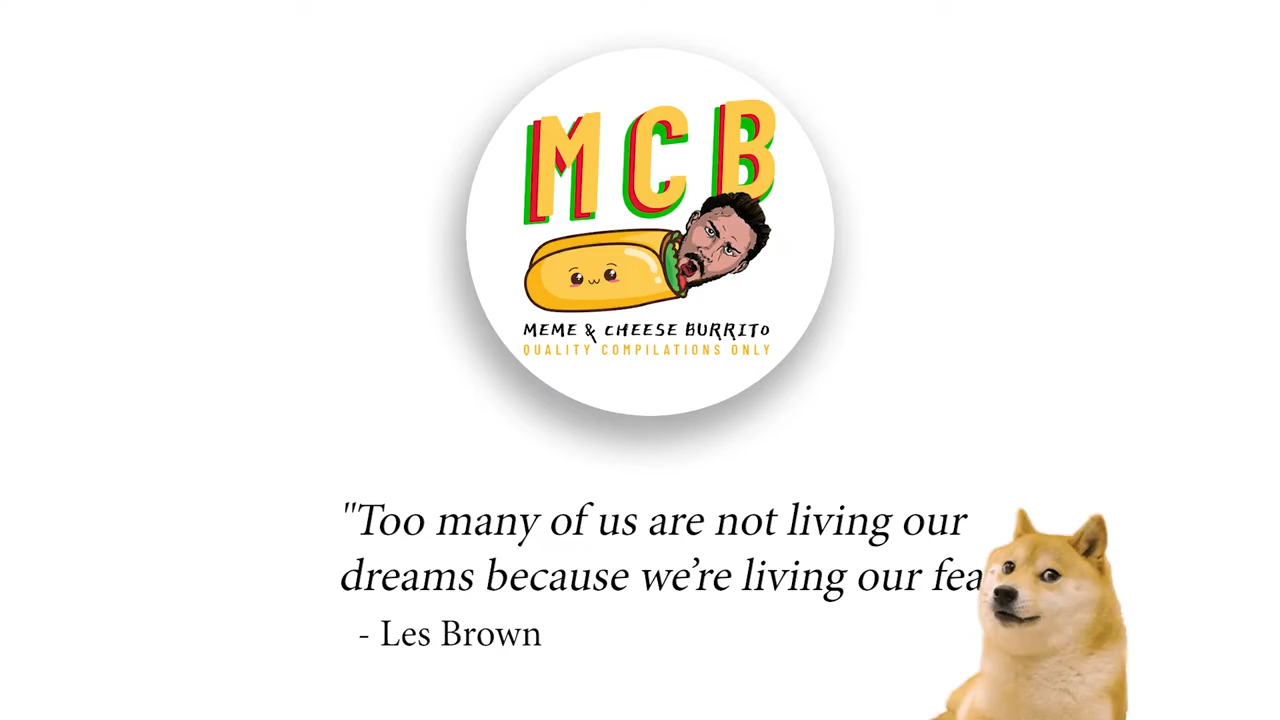 MCB
MEME & CHEESE BURRITO
QUALITY COMPILATIONS ONLY
"Too many of us are not living our
dreams because we’re living our fea
- Les Brown